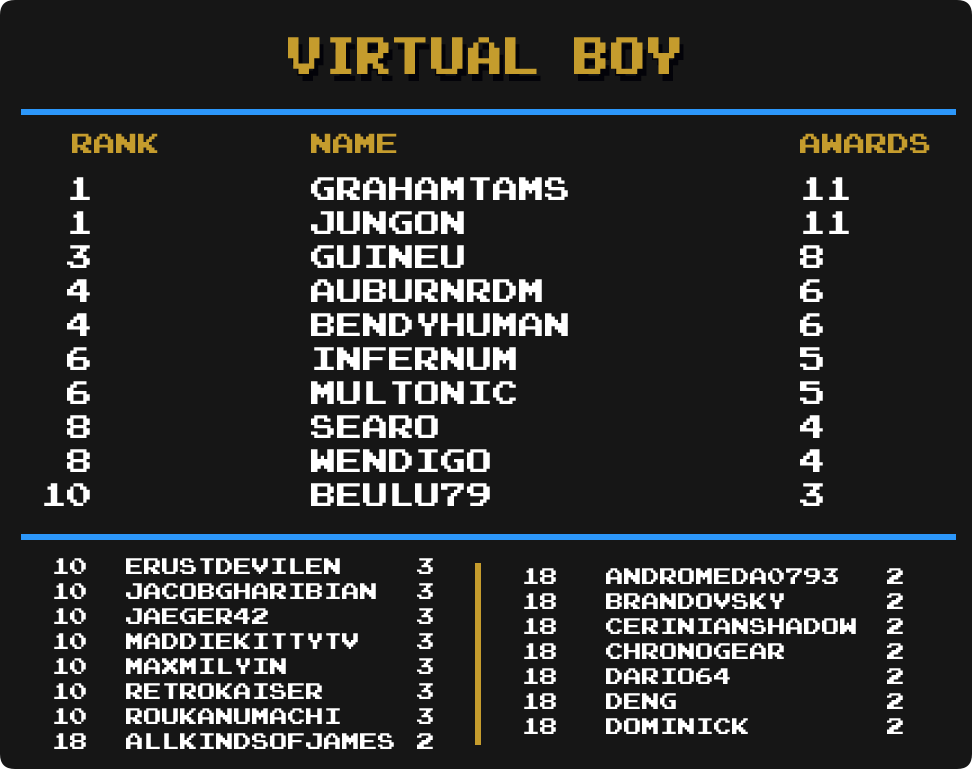 VIRTUAL BOY
RANK NAME AWARDS
1 GRAHAMTAMS 11
1 JUNGON 11
3 GUINEU 8
4 AUBURNRDM 6
4 BENDYHUMAN 6
6 INFERNUM 5
6 MULTONIC 5
8 SEARO 4
8 WENDIGO 4
10 BEULU79 3
10 ERUSTDEVILEN 3
10 JACOBGHARIBIAN 3
10 JAEGER42 3
10 MADDIEKITTYTV 3
10 MAXMILYIN 3
10 RETROKAISER 3
10 ROUKANUMACHI 3
18 ALLKINDSOFJAMES 2
18 ANDROMEDA0793 2
18 BRANDOVSKY 2
18 CERINIANSHADOW 2
18 CHRONOGEAR 2
18 DARIO64 2
18 DENG 2
18 DOMINICK 2